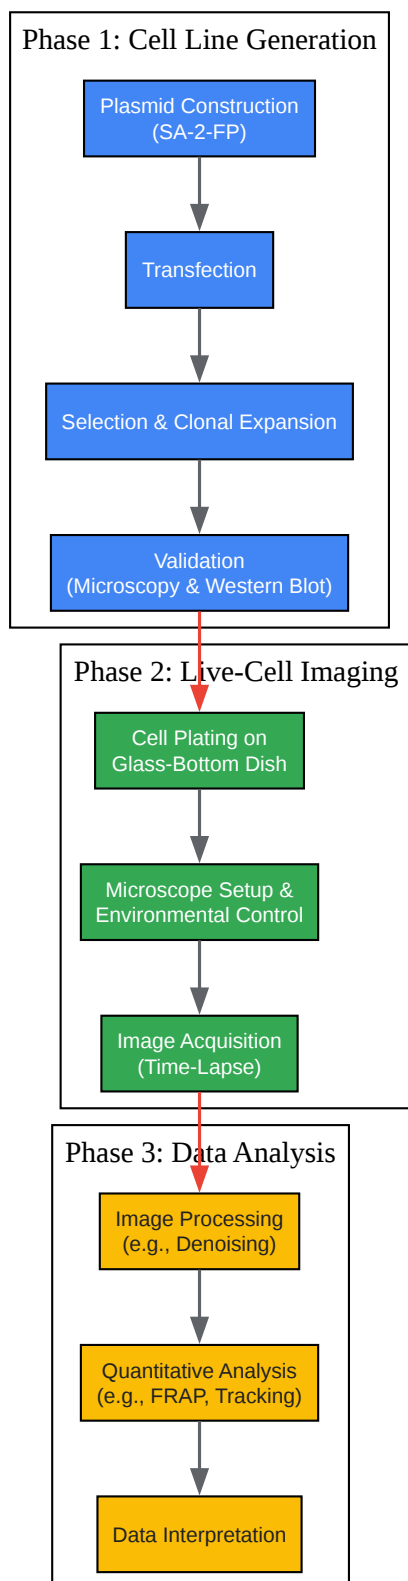 Phase 1: Cell Line Generation
Plasmid Construction
(SA-2-FP)
Transfection
Selection & Clonal Expansion
Validation
(Microscopy & Western Blot)
Phase 2: Live-Cell Imaging
Cell Plating on
Glass-Bottom Dish
Microscope Setup &
Environmental Control
Image Acquisition
(Time-Lapse)
Phase 3: Data Analysis
Image Processing
(e.g., Denoising)
Quantitative Analysis
(e.g., FRAP, Tracking)
Data Interpretation